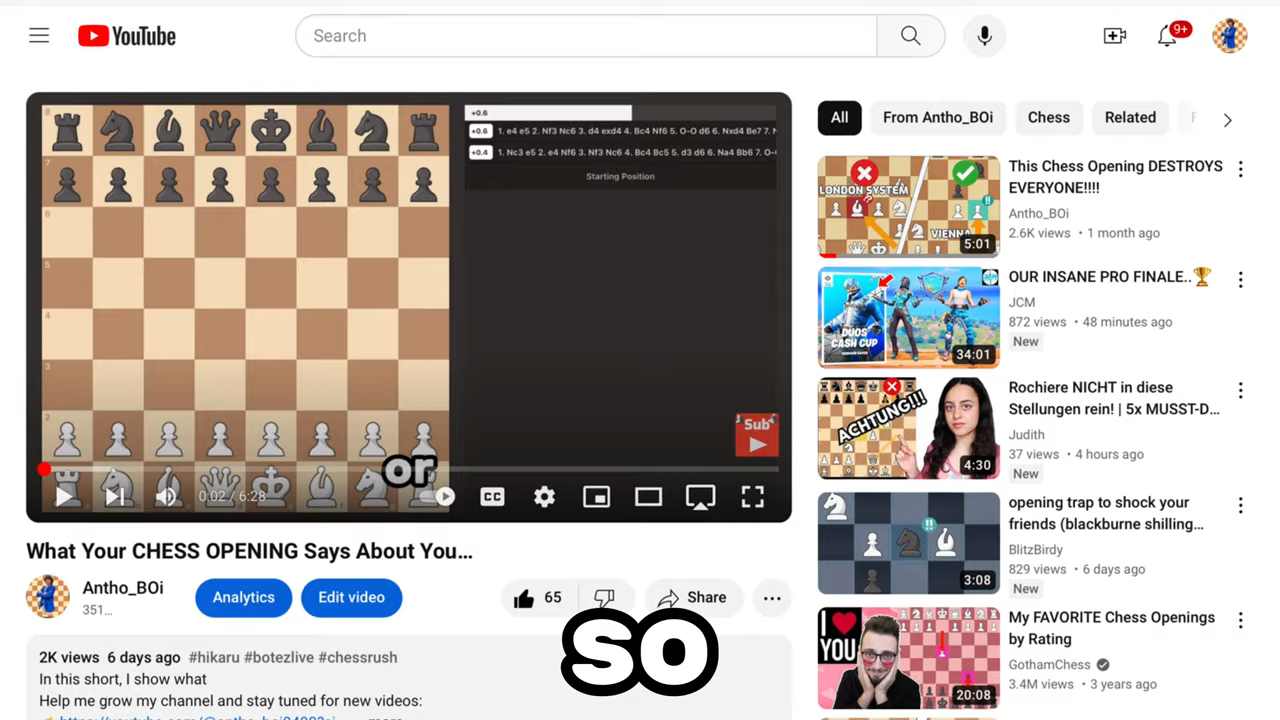 YouTube
Search
9+
8
7
6
5
4
3
2
+0.6
+0.6 1. e4 e5 2. Nf3 Nc6 3. d4 exd4 4. Bc4 Nf6 5. O-O d6 6. Nxd4 Be7 7. N
+0.4 1. Nc3 e5 2. e4 Nf6 3. Nf3 Nc6 4. Bc4 Bc5 5. d3 d6 6. Na4 Bb6 7. O-
Starting Position
Sub
or
0:02 / 6:28
CC
What Your CHESS OPENING Says About You...
Antho_BOi
351...
Analytics
Edit video
65
Share
so
2K views 6 days ago #hikaru #botezlive #chessrush
In this short, I show what
Help me grow my channel and stay tuned for new videos:
All
From Antho_BOi
Chess
Related
LONDON SYSTEM
??
!!
VIENNA
5:01
This Chess Opening DESTROYS
EVERYONE!!!!
Antho_BOi
2.6K views • 1 month ago
DUOS
CASH CUP
34:01
OUR INSANE PRO FINALE..🏆
JCM
872 views • 48 minutes ago
New
ACHTUNG!!!
4:30
Rochiere NICHT in diese
Stellungen rein! | 5x MUSST-D...
Judith
37 views • 4 hours ago
New
!!
3:08
opening trap to shock your
friends (blackburne shilling...
BlitzBirdy
829 views • 6 days ago
New
I
YOU
20:08
My FAVORITE Chess Openings
by Rating
GothamChess
3.4M views • 3 years ago